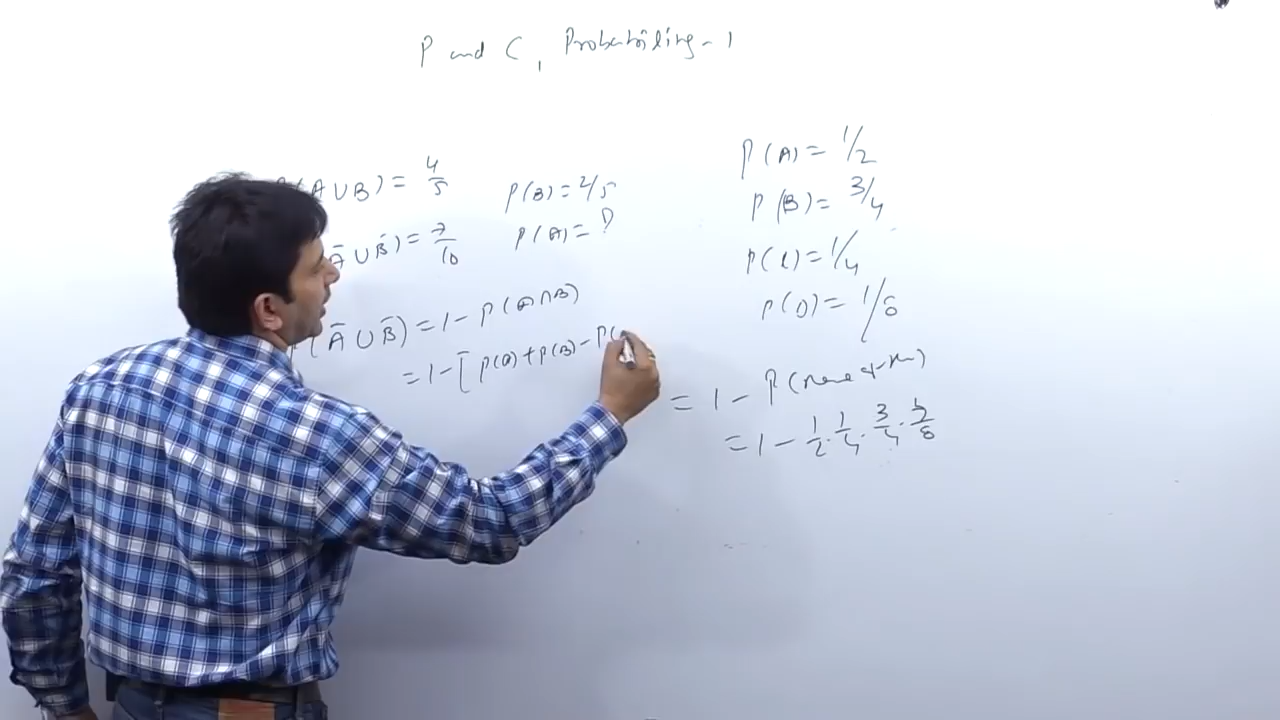 P and C, Probability - 1
(A∪B) = 4/5
P(B) = 2/5
Ā∪B̄) = 7/10
P(A) = ?
P(Ā∪B̄) = 1 - P(A∩B)
= 1 - [P(A) + P(B) - P(
P(A) = 1/2
P(B) = 3/4
P(C) = 1/4
P(D) = 1/8
= 1 - P(none of them)
= 1 - 1/2 . 1/4 . 3/4 . 7/8